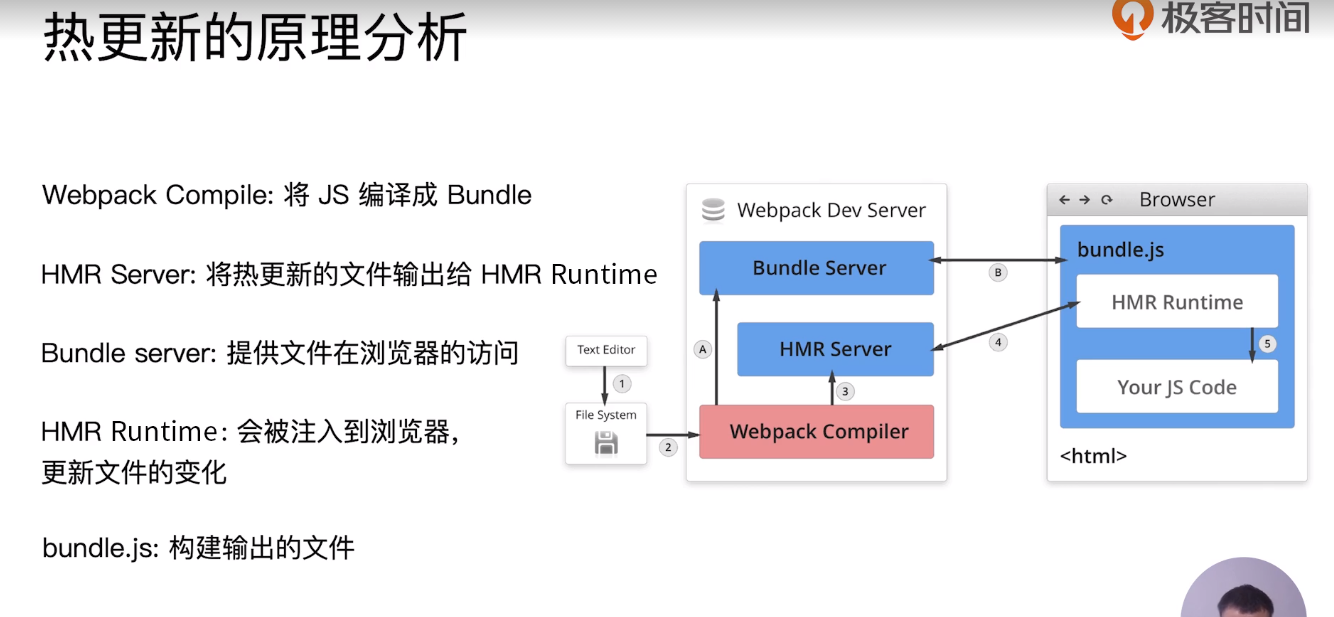 热更新的原理分析
极客时间
Webpack Compile: 将 JS 编译成 Bundle
HMR Server: 将热更新的文件输出给 HMR Runtime
Bundle server: 提供文件在浏览器的访问
HMR Runtime: 会被注入到浏览器,
更新文件的变化
bundle.js: 构建输出的文件
Text Editor
1
File System
2
Webpack Dev Server
Bundle Server
A
HMR Server
3
Webpack Compiler
B
4
Browser
bundle.js
HMR Runtime
5
Your JS Code
<html>